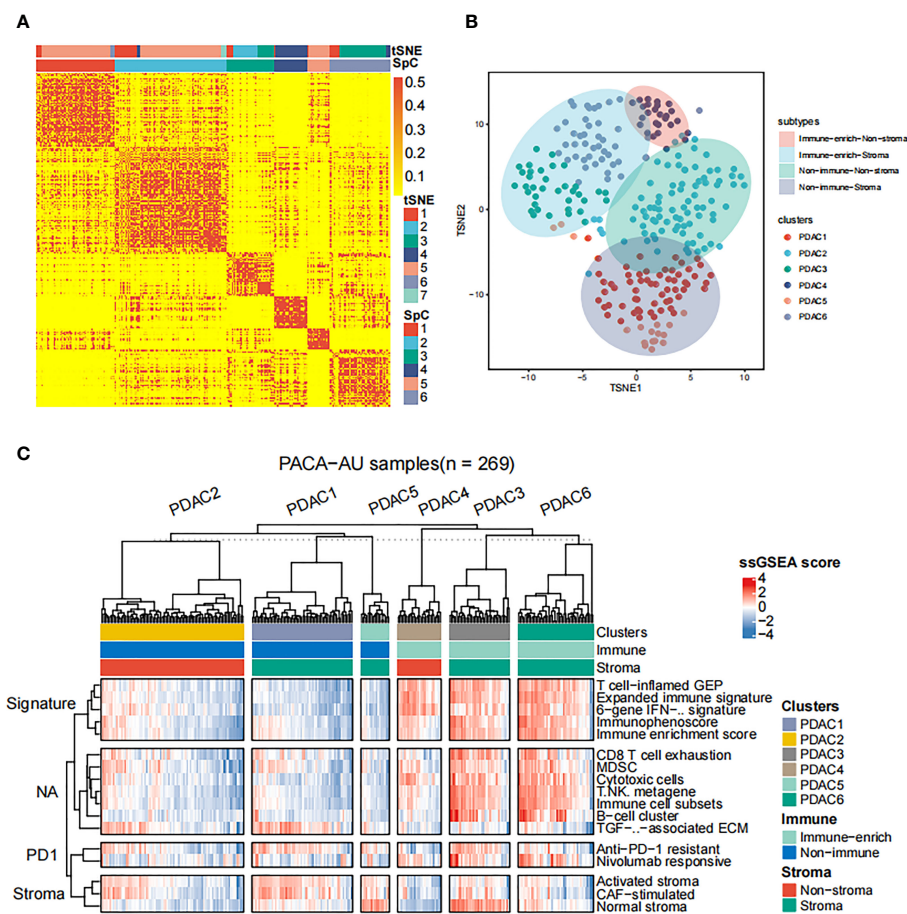 A
tSNE
SpC
0.5
0.4
0.3
0.2
0.1
tSNE
1
2
3
4
5
6
7
SpC
1
2
3
4
5
6
B
TSNE2
10
0
−10
−10
−5
0
5
10
TSNE1
subtypes
Immune-enrich-Non-stroma
Immune-enrich-Stroma
Non-immune-Non-stroma
Non-immune-Stroma
clusters
PDAC1
PDAC2
PDAC3
PDAC4
PDAC5
PDAC6
C
PACA−AU samples(n = 269)
PDAC2
PDAC1
PDAC5
PDAC4
PDAC3
PDAC6
Clusters
Immune
Stroma
Signature
T cell-inflamed GEP
Expanded immune signature
6-gene IFN-.. signature
Immunophenoscore
Immune enrichment score
NA
CD8 T cell exhaustion
MDSC
Cytotoxic cells
T.NK. metagene
Immune cell subsets
B-cell cluster
TGF-..-associated ECM
PD1
Anti-PD-1 resistant
Nivolumab responsive
Stroma
Activated stroma
CAF-stimulated
Normal stroma
ssGSEA score
4
2
0
−2
−4
Clusters
PDAC1
PDAC2
PDAC3
PDAC4
PDAC5
PDAC6
Immune
Immune-enrich
Non-immune
Stroma
Non-stroma
Stroma